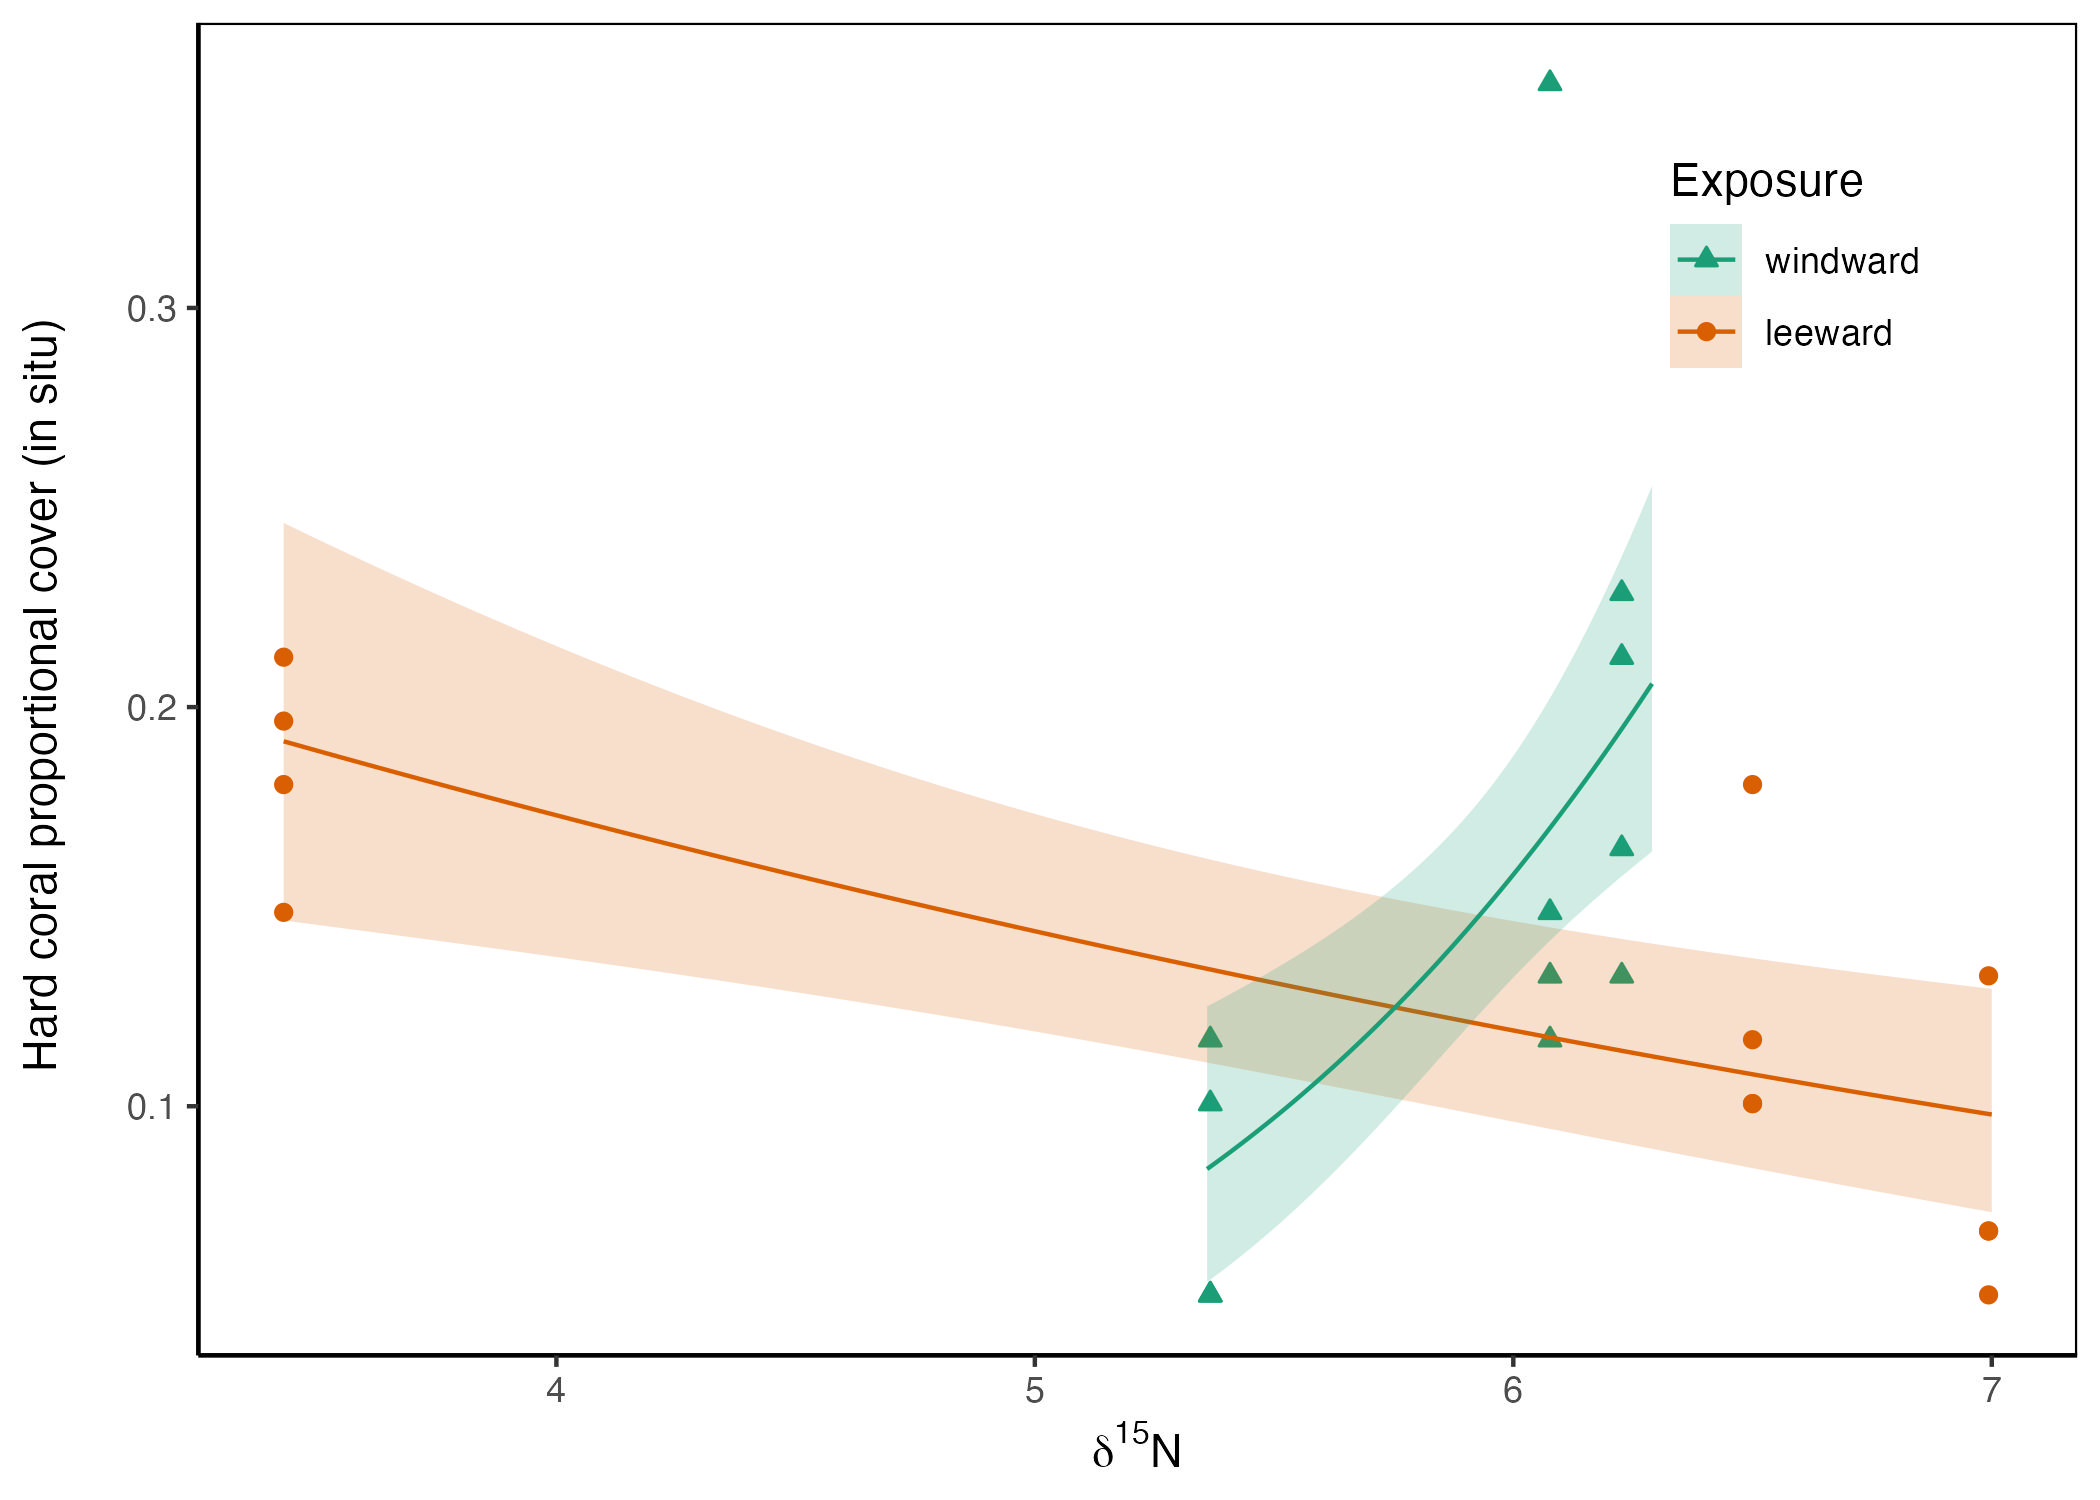 Exposure
windward
leeward
0.3
0.2
0.1
Hard coral proportional cover (in situ)
4 5 6 7
δ¹⁵N